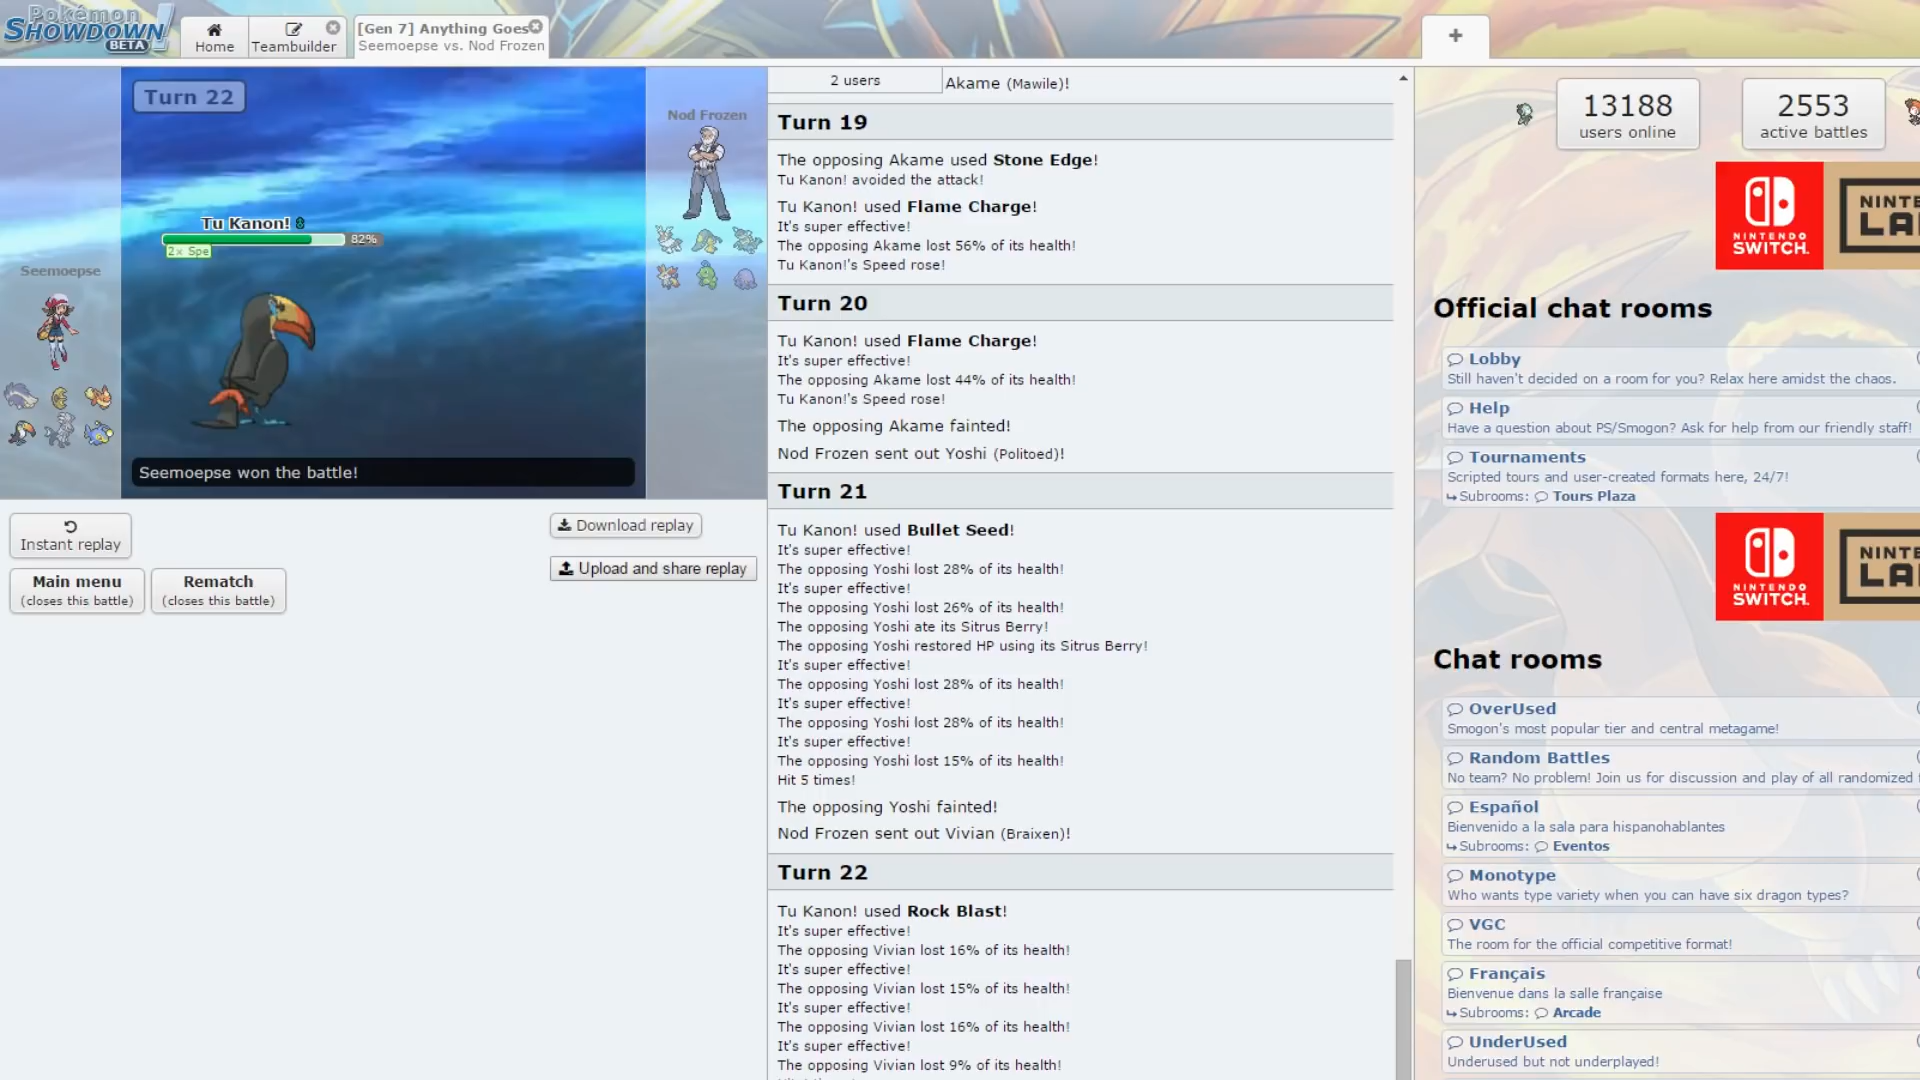 Pokémon
SHOWDOWN!
BETA
Home
Teambuilder
[Gen 7] Anything Goes
Seemoepse vs. Nod Frozen
+
Turn 22
Tu Kanon!
82%
2x Spe
Seemoepse
Nod Frozen
Seemoepse won the battle!
Instant replay
Download replay
Upload and share replay
Main menu
(closes this battle)
Rematch
(closes this battle)
2 users
Akame (Mawile)!
Turn 19
The opposing Akame used Stone Edge!
Tu Kanon! avoided the attack!
Tu Kanon! used Flame Charge!
It's super effective!
The opposing Akame lost 56% of its health!
Tu Kanon!'s Speed rose!
Turn 20
Tu Kanon! used Flame Charge!
It's super effective!
The opposing Akame lost 44% of its health!
Tu Kanon!'s Speed rose!
The opposing Akame fainted!
Nod Frozen sent out Yoshi (Politoed)!
Turn 21
Tu Kanon! used Bullet Seed!
It's super effective!
The opposing Yoshi lost 28% of its health!
It's super effective!
The opposing Yoshi lost 26% of its health!
The opposing Yoshi ate its Sitrus Berry!
The opposing Yoshi restored HP using its Sitrus Berry!
It's super effective!
The opposing Yoshi lost 28% of its health!
It's super effective!
The opposing Yoshi lost 28% of its health!
It's super effective!
The opposing Yoshi lost 15% of its health!
Hit 5 times!
The opposing Yoshi fainted!
Nod Frozen sent out Vivian (Braixen)!
Turn 22
Tu Kanon! used Rock Blast!
It's super effective!
The opposing Vivian lost 16% of its health!
It's super effective!
The opposing Vivian lost 15% of its health!
It's super effective!
The opposing Vivian lost 16% of its health!
It's super effective!
The opposing Vivian lost 9% of its health!
13188
users online
2553
active battles
NINTENDO
SWITCH.
NINTE
LA
Official chat rooms
Lobby
Still haven't decided on a room for you? Relax here amidst the chaos.
Help
Have a question about PS/Smogon? Ask for help from our friendly staff!
Tournaments
Scripted tours and user-created formats here, 24/7!
Subrooms: Tours Plaza
NINTENDO
SWITCH.
NINTE
LA
Chat rooms
OverUsed
Smogon's most popular tier and central metagame!
Random Battles
No team? No problem! Join us for discussion and play of all randomized
Español
Bienvenido a la sala para hispanohablantes
Subrooms: Eventos
Monotype
Who wants type variety when you can have six dragon types?
VGC
The room for the official competitive format!
Français
Bienvenue dans la salle française
Subrooms: Arcade
UnderUsed
Underused but not underplayed!